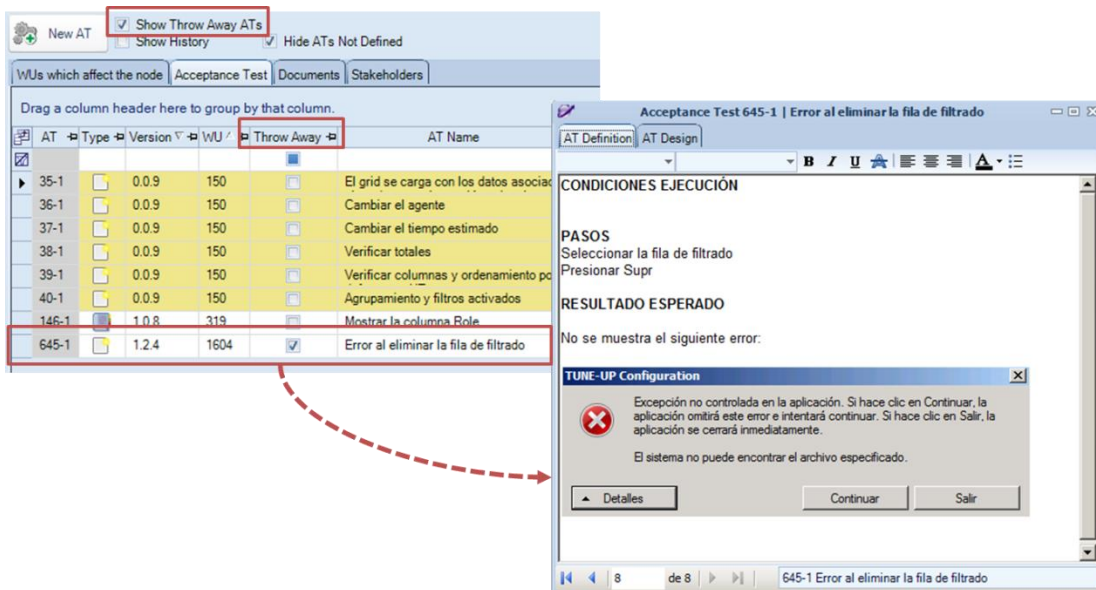 New AT
Show Throw Away ATs
Show History
Hide ATs Not Defined
WUs which affect the node
Acceptance Test
Documents
Stakeholders
Drag a column header here to group by that column.
AT Type Version WU Throw Away AT Name
35-1 0.0.9 150 El grid se carga con los datos asociac
36-1 0.0.9 150 Cambiar el agente
37-1 0.0.9 150 Cambiar el tiempo estimado
38-1 0.0.9 150 Verificar totales
39-1 0.0.9 150 Verificar columnas y ordenamiento po
40-1 0.0.9 150 Agrupamiento y filtros activados
146-1 1.0.8 319 Mostrar la columna Role
645-1 1.2.4 1604 Error al eliminar la fila de filtrado
Acceptance Test 645-1 | Error al eliminar la fila de filtrado
AT Definition AT Design
B I U A A
CONDICIONES EJECUCIÓN
PASOS
Seleccionar la fila de filtrado
Presionar Supr
RESULTADO ESPERADO
No se muestra el siguiente error:
TUNE-UP Configuration
Excepción no controlada en la aplicación. Si hace clic en Continuar, la
aplicación omitirá este error e intentará continuar. Si hace clic en Salir, la
aplicación se cerrará inmediatamente.
El sistema no puede encontrar el archivo especificado.
Detalles Continuar Salir
8 de 8 645-1 Error al eliminar la fila de filtrado